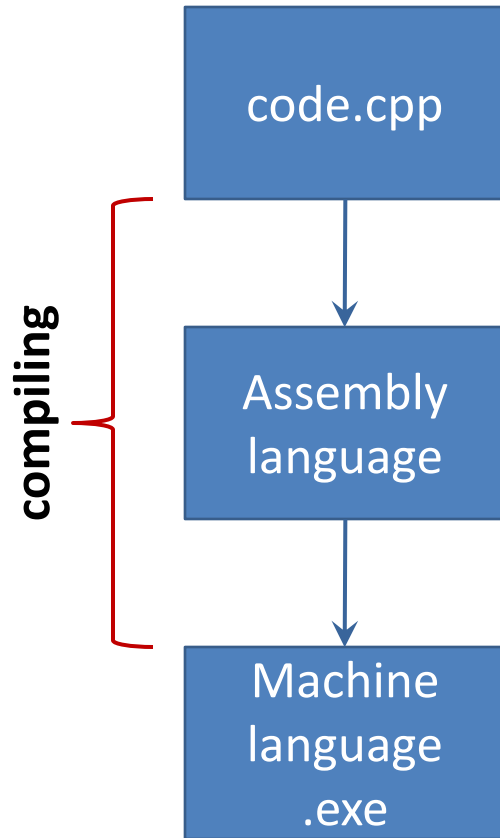 code.cpp
compiling
Assembly
language
Machine
language
.exe